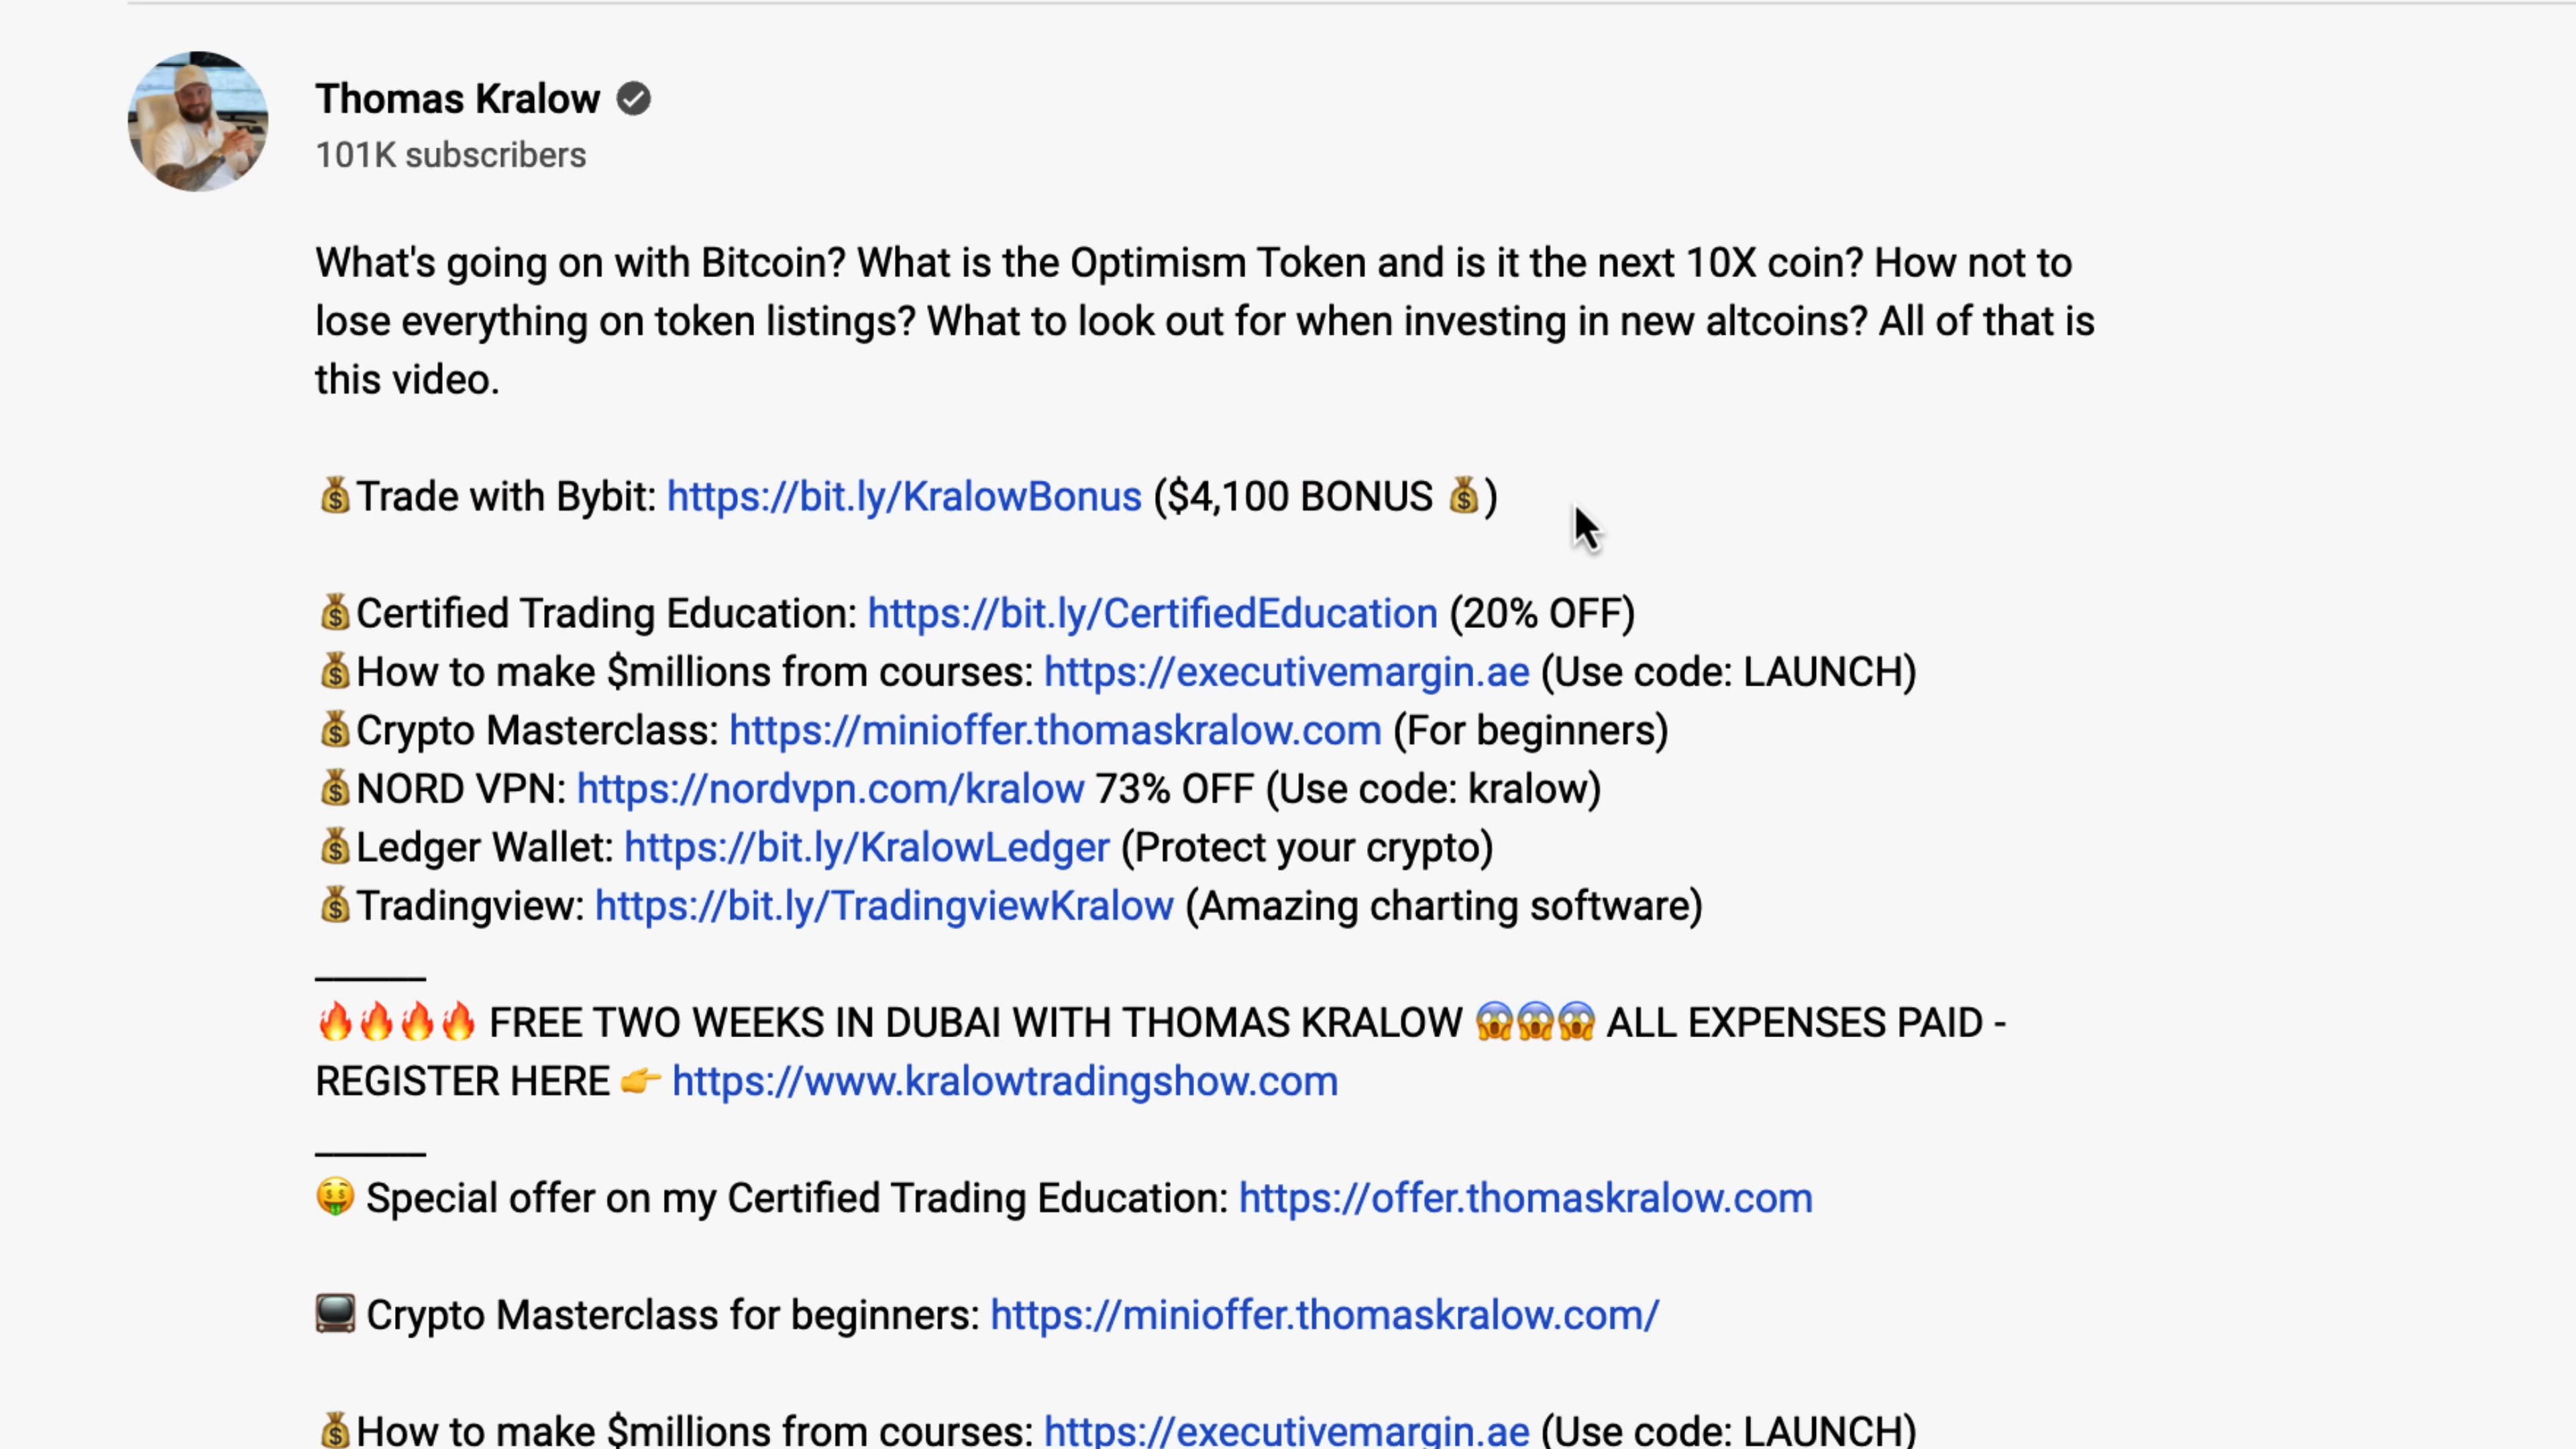 Thomas Kralow
101K subscribers
What's going on with Bitcoin? What is the Optimism Token and is it the next 10X coin? How not to
lose everything on token listings? What to look out for when investing in new altcoins? All of that is
this video.
💰Trade with Bybit: https://bit.ly/KralowBonus ($4,100 BONUS 💰)
💰Certified Trading Education: https://bit.ly/CertifiedEducation (20% OFF)
💰How to make $millions from courses: https://executivemargin.ae (Use code: LAUNCH)
💰Crypto Masterclass: https://minioffer.thomaskralow.com (For beginners)
💰NORD VPN: https://nordvpn.com/kralow 73% OFF (Use code: kralow)
💰Ledger Wallet: https://bit.ly/KralowLedger (Protect your crypto)
💰Tradingview: https://bit.ly/TradingviewKralow (Amazing charting software)
______
🔥🔥🔥🔥 FREE TWO WEEKS IN DUBAI WITH THOMAS KRALOW 😱😱😱 ALL EXPENSES PAID -
REGISTER HERE 👉 https://www.kralowtradingshow.com
______
🤑 Special offer on my Certified Trading Education: https://offer.thomaskralow.com
📺 Crypto Masterclass for beginners: https://minioffer.thomaskralow.com/
💰How to make $millions from courses: https://executivemargin.ae (Use code: LAUNCH)